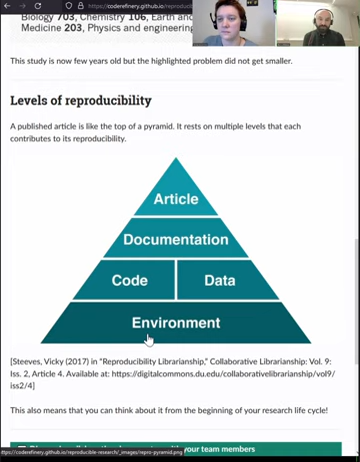 https://coderefinery.github.io/reproducib
Biology 703, Chemistry 106, Earth and
Medicine 203, Physics and engineering
This study is now few years old but the highlighted problem did not get smaller.
Levels of reproducibility
A published article is like the top of a pyramid. It rests on multiple levels that each
contributes to its reproducibility.
Article
Documentation
Code Data
Environment
[Steeves, Vicky (2017) in "Reproducibility Librarianship," Collaborative Librarianship: Vol. 9:
Iss. 2, Article 4. Available at: https://digitalcommons.du.edu/collaborativelibrarianship/vol9/
iss2/4]
This also means that you can think about it from the beginning of your research life cycle!
coderefinery.github.io/reproducible-research/_images/repro-pyramid.png
your team members